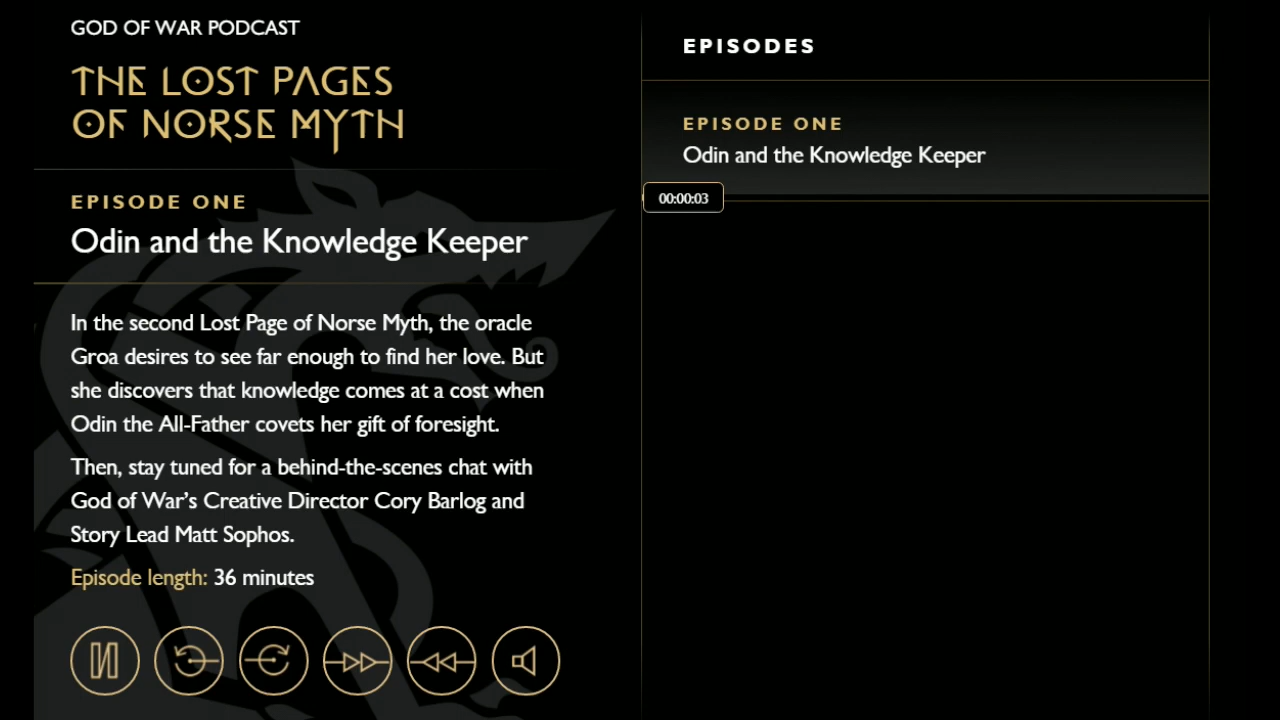 GOD OF WAR PODCAST
THE LOST PAGES
OF NORSE MYTH
EPISODE ONE
Odin and the Knowledge Keeper
In the second Lost Page of Norse Myth, the oracle
Groa desires to see far enough to find her love. But
she discovers that knowledge comes at a cost when
Odin the All-Father covets her gift of foresight.
Then, stay tuned for a behind-the-scenes chat with
God of War’s Creative Director Cory Barlog and
Story Lead Matt Sophos.
Episode length: 36 minutes
EPISODES
EPISODE ONE
Odin and the Knowledge Keeper
00:00:03